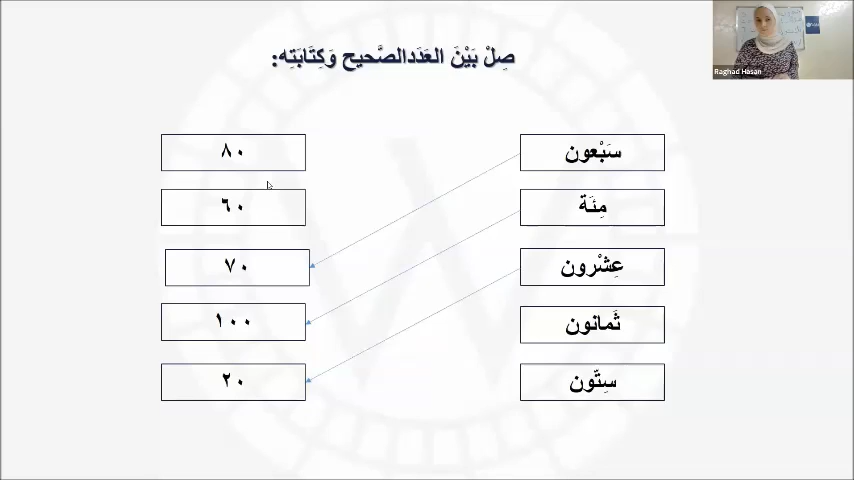 صِلْ بَيْنَ العَدَدالصَّحيح وَكِتَابَتِه:
سَبْعون
٨٠
مِئَة
٦٠
عِشْرون
٧٠
ثَمانون
١٠٠
سِتّون
٢٠
Raghad Hasan